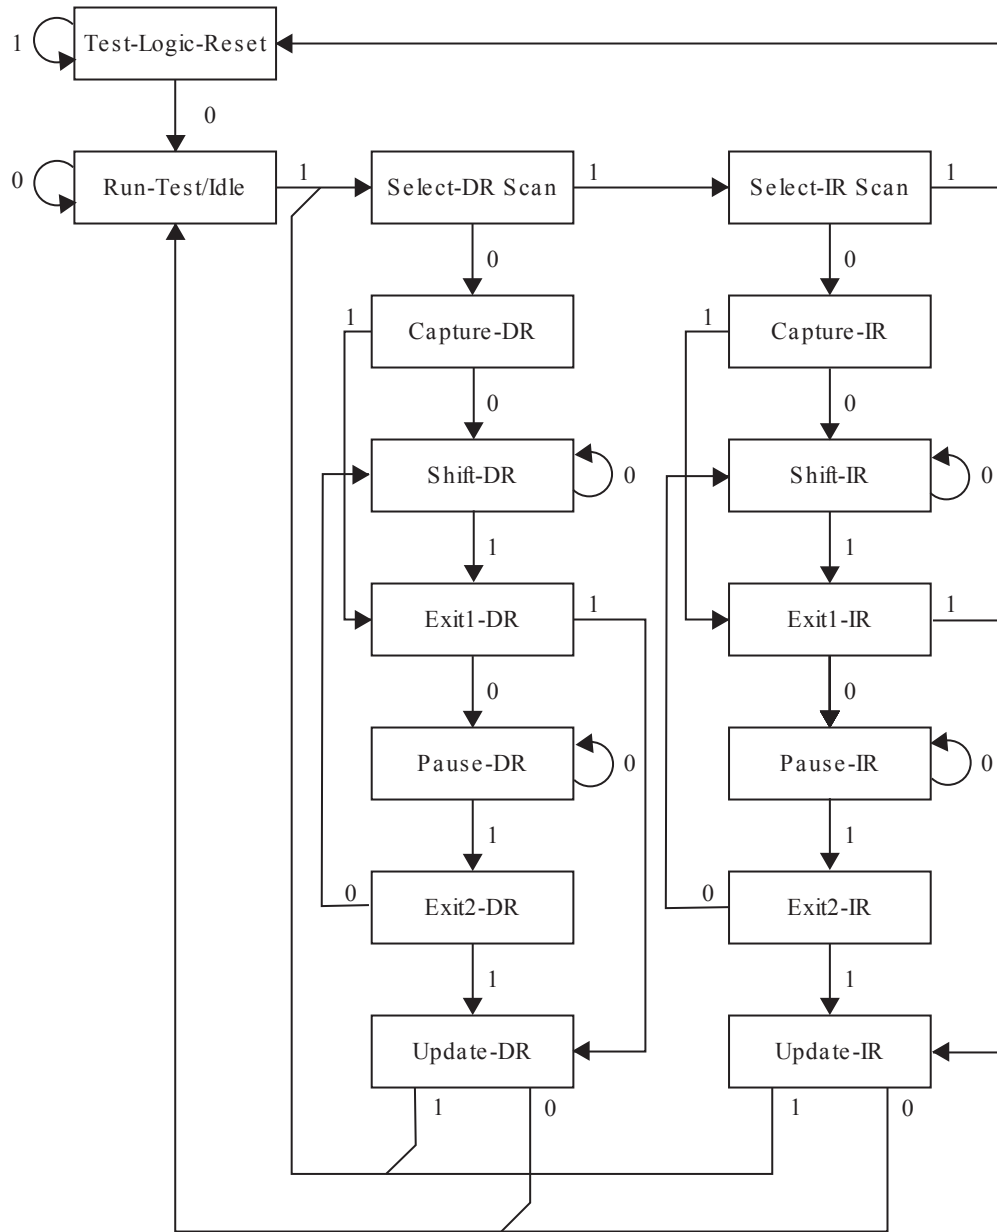 1 Test-Logic-Reset
0
0 Run-Test/Idle 1 Select-DR Scan 1 Select-IR Scan 1
0 0
1 Capture-DR 1 Capture-IR
0 0
Shift-DR 0 Shift-IR 0
1 1
Exit1-DR 1 Exit1-IR 1
0 0
Pause-DR 0 Pause-IR 0
1 1
0 Exit2-DR 0 Exit2-IR
1 1
Update-DR Update-IR
1 0 1 0